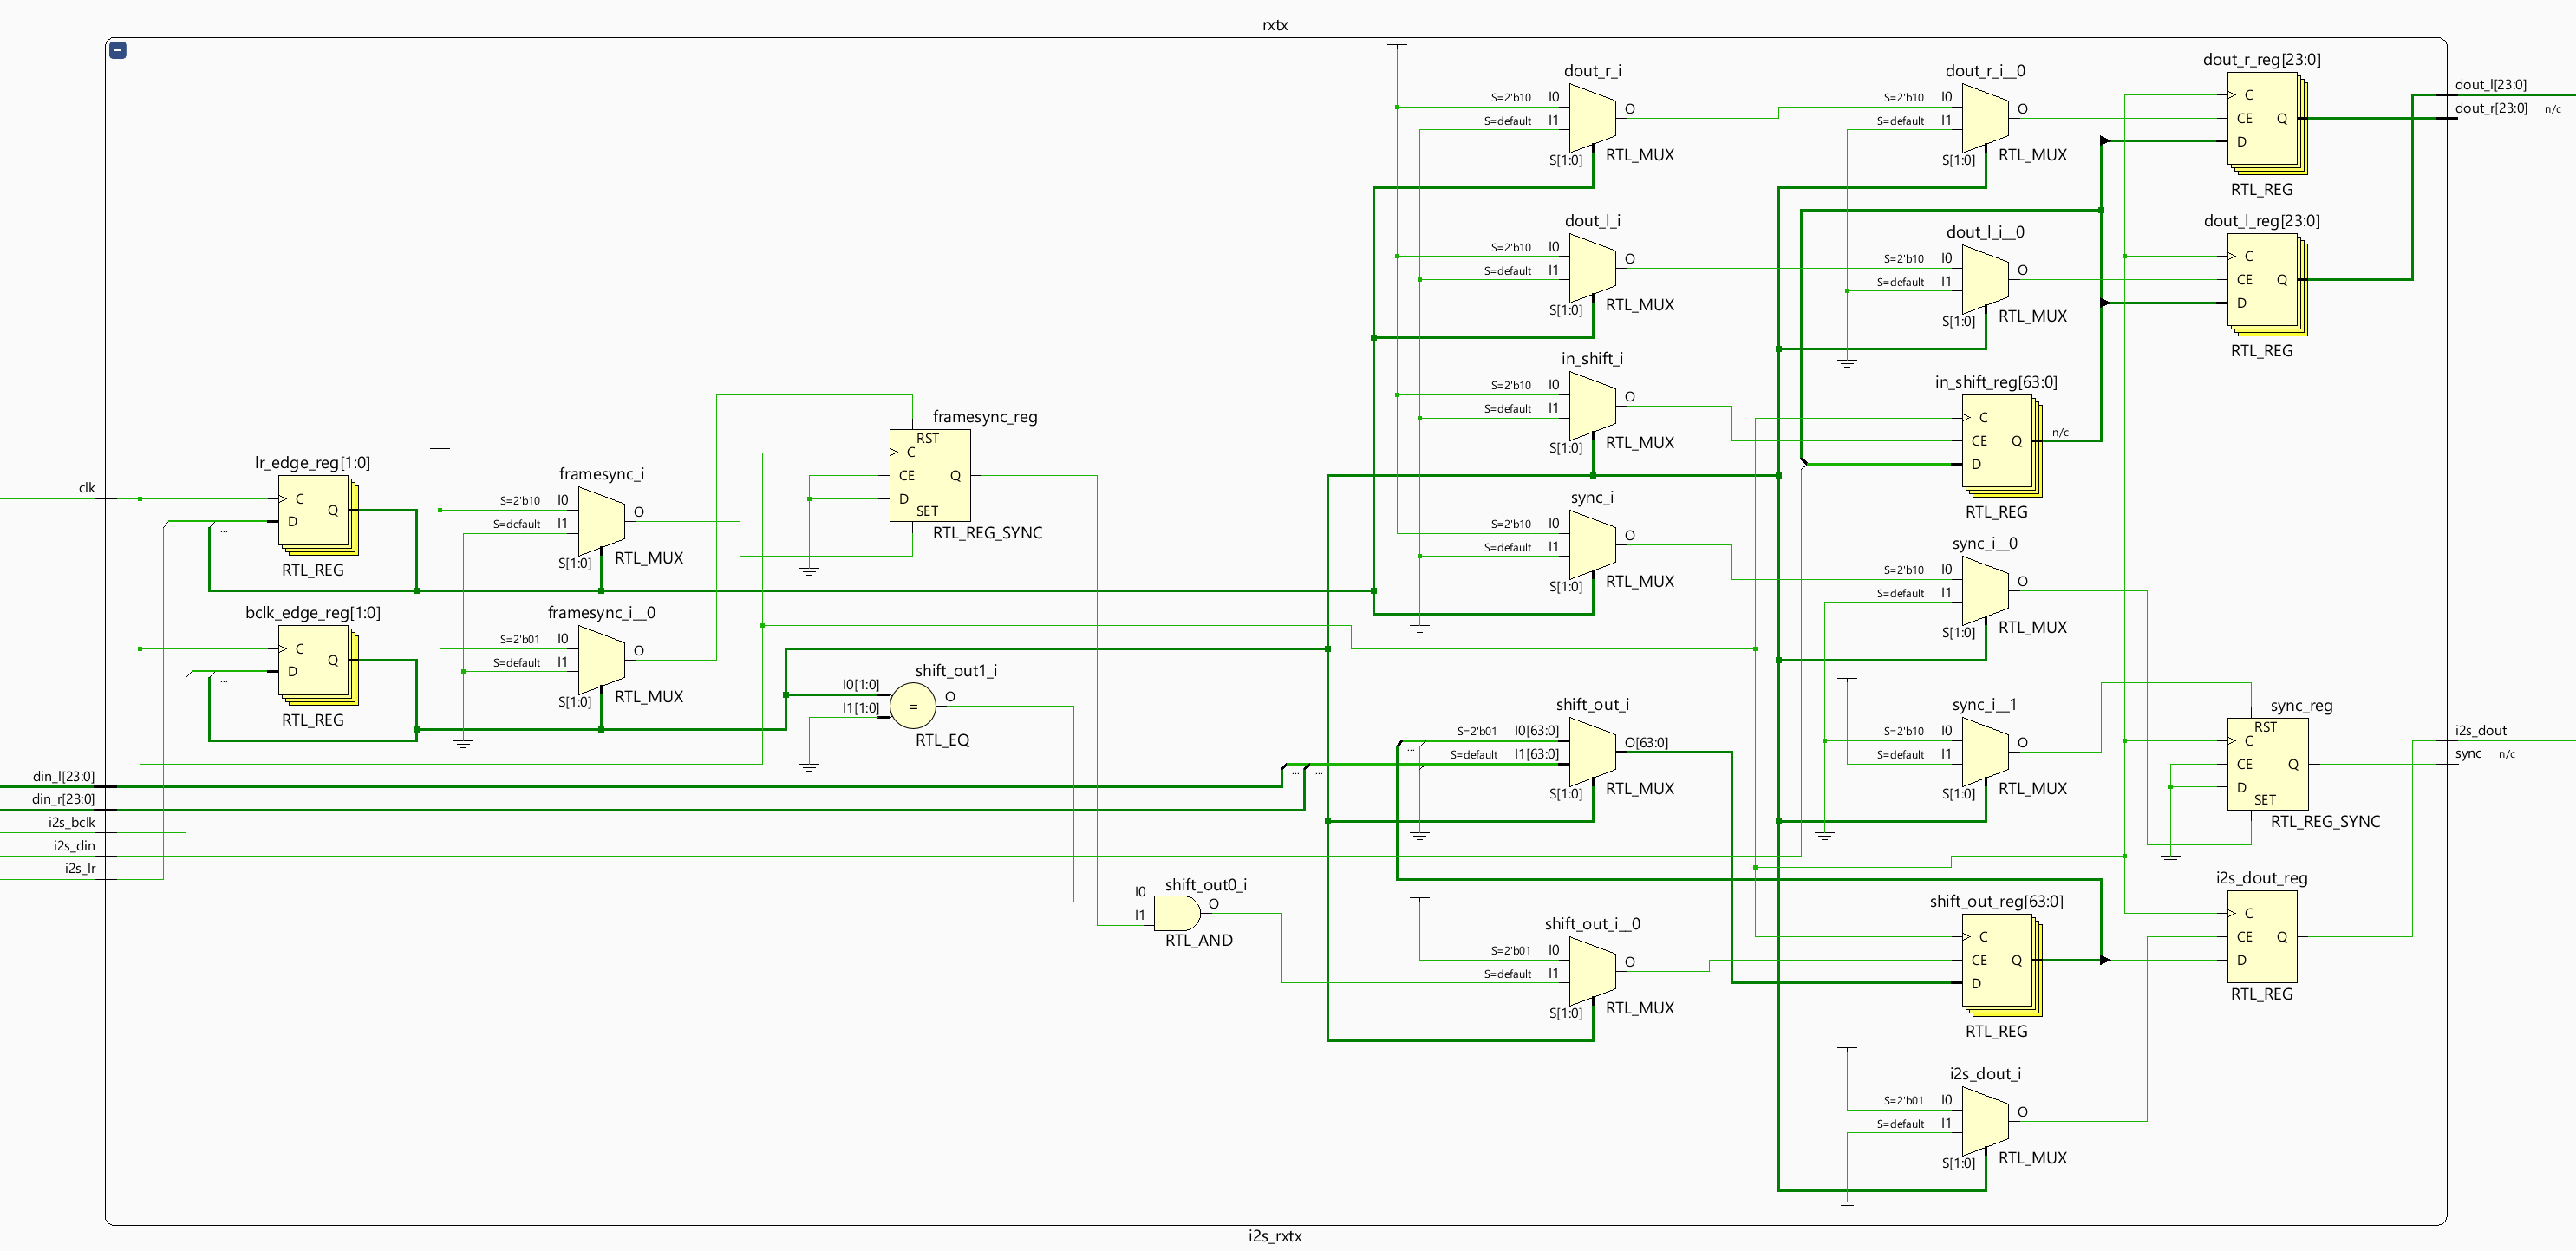 rxtx
−
clk
din_l[23:0]
din_r[23:0]
i2s_bclk
i2s_din
i2s_lr
lr_edge_reg[1:0]
C
D
Q
...
RTL_REG
bclk_edge_reg[1:0]
C
D
Q
...
RTL_REG
framesync_i
S=2'b10 I0
S=default I1
O
S[1:0]
RTL_MUX
framesync_i__0
S=2'b01 I0
S=default I1
O
S[1:0]
RTL_MUX
framesync_reg
RST
C
CE
Q
D
SET
RTL_REG_SYNC
shift_out1_i
I0[1:0]
I1[1:0]
=
O
RTL_EQ
shift_out0_i
I0
I1
O
RTL_AND
dout_r_i
S=2'b10 I0
S=default I1
O
S[1:0]
RTL_MUX
dout_l_i
S=2'b10 I0
S=default I1
O
S[1:0]
RTL_MUX
in_shift_i
S=2'b10 I0
S=default I1
O
S[1:0]
RTL_MUX
sync_i
S=2'b10 I0
S=default I1
O
S[1:0]
RTL_MUX
shift_out_i
S=2'b01 I0[63:0]
...
S=default I1[63:0]
... ...
O[63:0]
S[1:0]
RTL_MUX
shift_out_i__0
S=2'b01 I0
S=default I1
O
S[1:0]
RTL_MUX
dout_r_i__0
S=2'b10 I0
S=default I1
O
S[1:0]
RTL_MUX
dout_l_i__0
S=2'b10 I0
S=default I1
O
S[1:0]
RTL_MUX
in_shift_reg[63:0]
C
CE
Q
n/c
D
RTL_REG
sync_i__0
S=2'b10 I0
S=default I1
O
S[1:0]
RTL_MUX
sync_i__1
S=2'b10 I0
S=default I1
O
S[1:0]
RTL_MUX
shift_out_reg[63:0]
C
CE
Q
D
RTL_REG
i2s_dout_i
S=2'b01 I0
S=default I1
O
S[1:0]
RTL_MUX
dout_r_reg[23:0]
C
CE
Q
D
RTL_REG
dout_l_reg[23:0]
C
CE
Q
D
RTL_REG
sync_reg
RST
C
CE
Q
D
SET
RTL_REG_SYNC
i2s_dout_reg
C
CE
Q
D
RTL_REG
dout_l[23:0]
dout_r[23:0] n/c
i2s_dout
sync n/c
i2s_rxtx